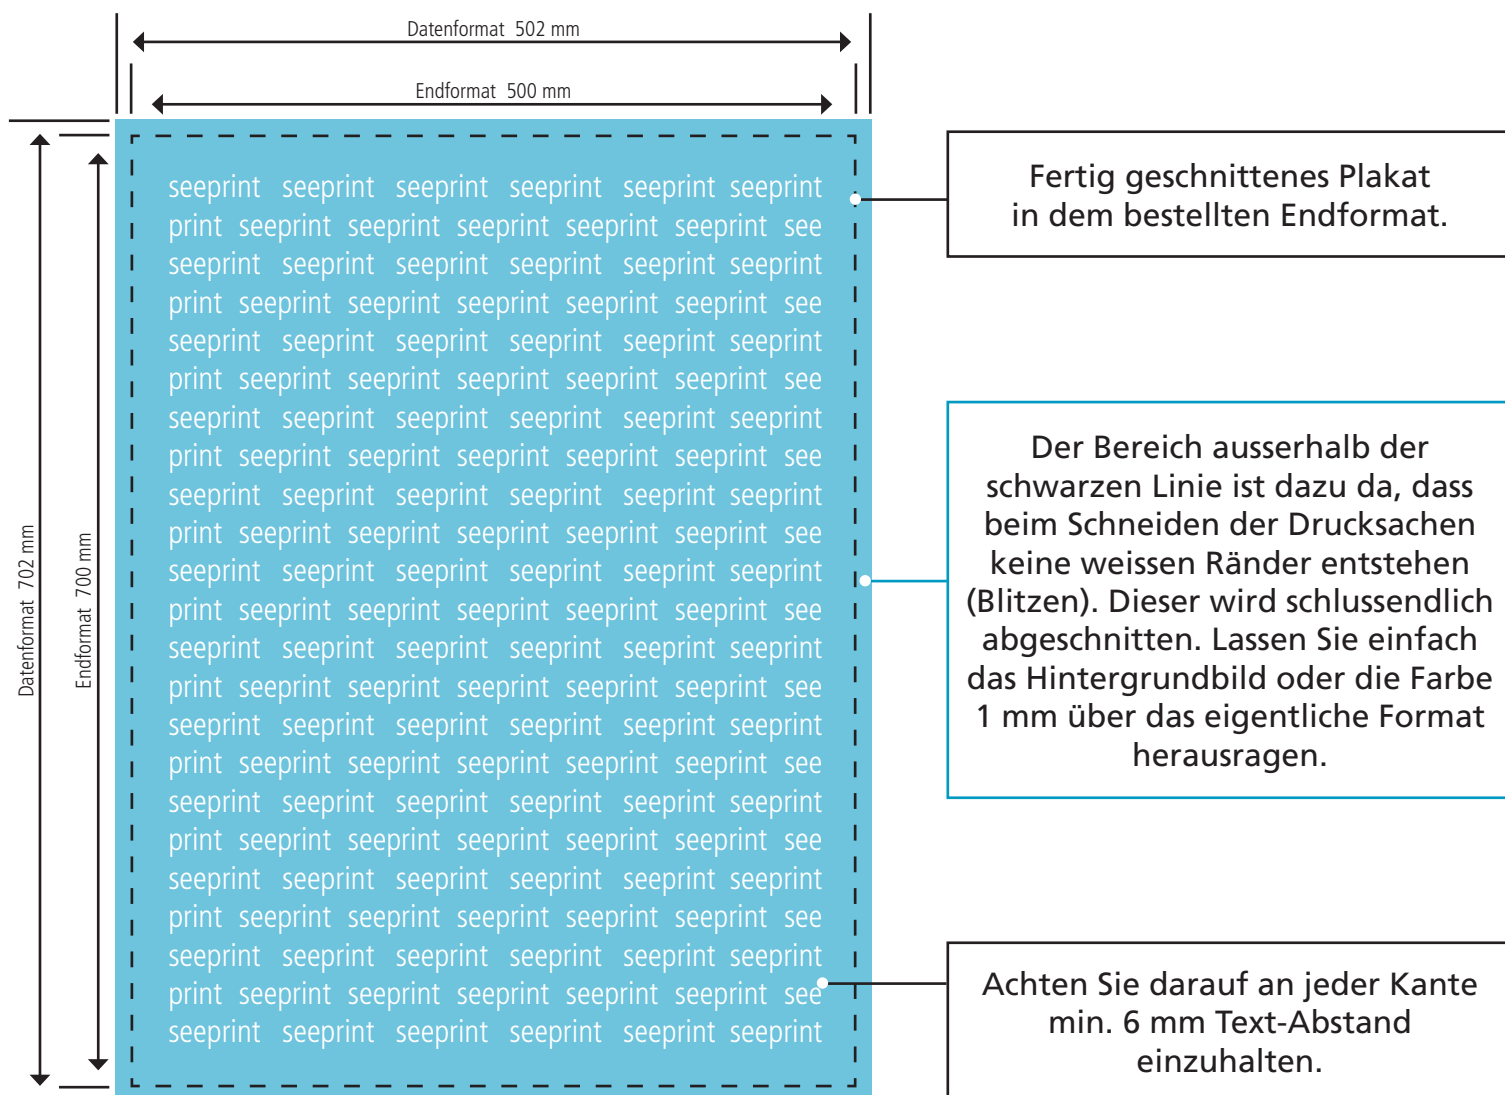 Datenformat 502 mm
Endformat 500 mm
Datenformat 702 mm
Endformat 700 mm
seeprint seeprint seeprint seeprint seeprint seeprint
print seeprint seeprint seeprint seeprint seeprint see
seeprint seeprint seeprint seeprint seeprint seeprint
print seeprint seeprint seeprint seeprint seeprint see
seeprint seeprint seeprint seeprint seeprint seeprint
print seeprint seeprint seeprint seeprint seeprint see
seeprint seeprint seeprint seeprint seeprint seeprint
print seeprint seeprint seeprint seeprint seeprint see
seeprint seeprint seeprint seeprint seeprint seeprint
print seeprint seeprint seeprint seeprint seeprint see
seeprint seeprint seeprint seeprint seeprint seeprint
print seeprint seeprint seeprint seeprint seeprint see
seeprint seeprint seeprint seeprint seeprint seeprint
print seeprint seeprint seeprint seeprint seeprint see
seeprint seeprint seeprint seeprint seeprint seeprint
print seeprint seeprint seeprint seeprint seeprint see
seeprint seeprint seeprint seeprint seeprint seeprint
print seeprint seeprint seeprint seeprint seeprint see
seeprint seeprint seeprint seeprint seeprint seeprint
print seeprint seeprint seeprint seeprint seeprint see
seeprint seeprint seeprint seeprint seeprint seeprint
print seeprint seeprint seeprint seeprint seeprint see
seeprint seeprint seeprint seeprint seeprint seeprint
Fertig geschnittenes Plakat
in dem bestellten Endformat.
Der Bereich ausserhalb der
schwarzen Linie ist dazu da, dass
beim Schneiden der Drucksachen
keine weissen Ränder entstehen
(Blitzen). Dieser wird schlussendlich
abgeschnitten. Lassen Sie einfach
das Hintergrundbild oder die Farbe
1 mm über das eigentliche Format
herausragen.
Achten Sie darauf an jeder Kante
min. 6 mm Text-Abstand
einzuhalten.